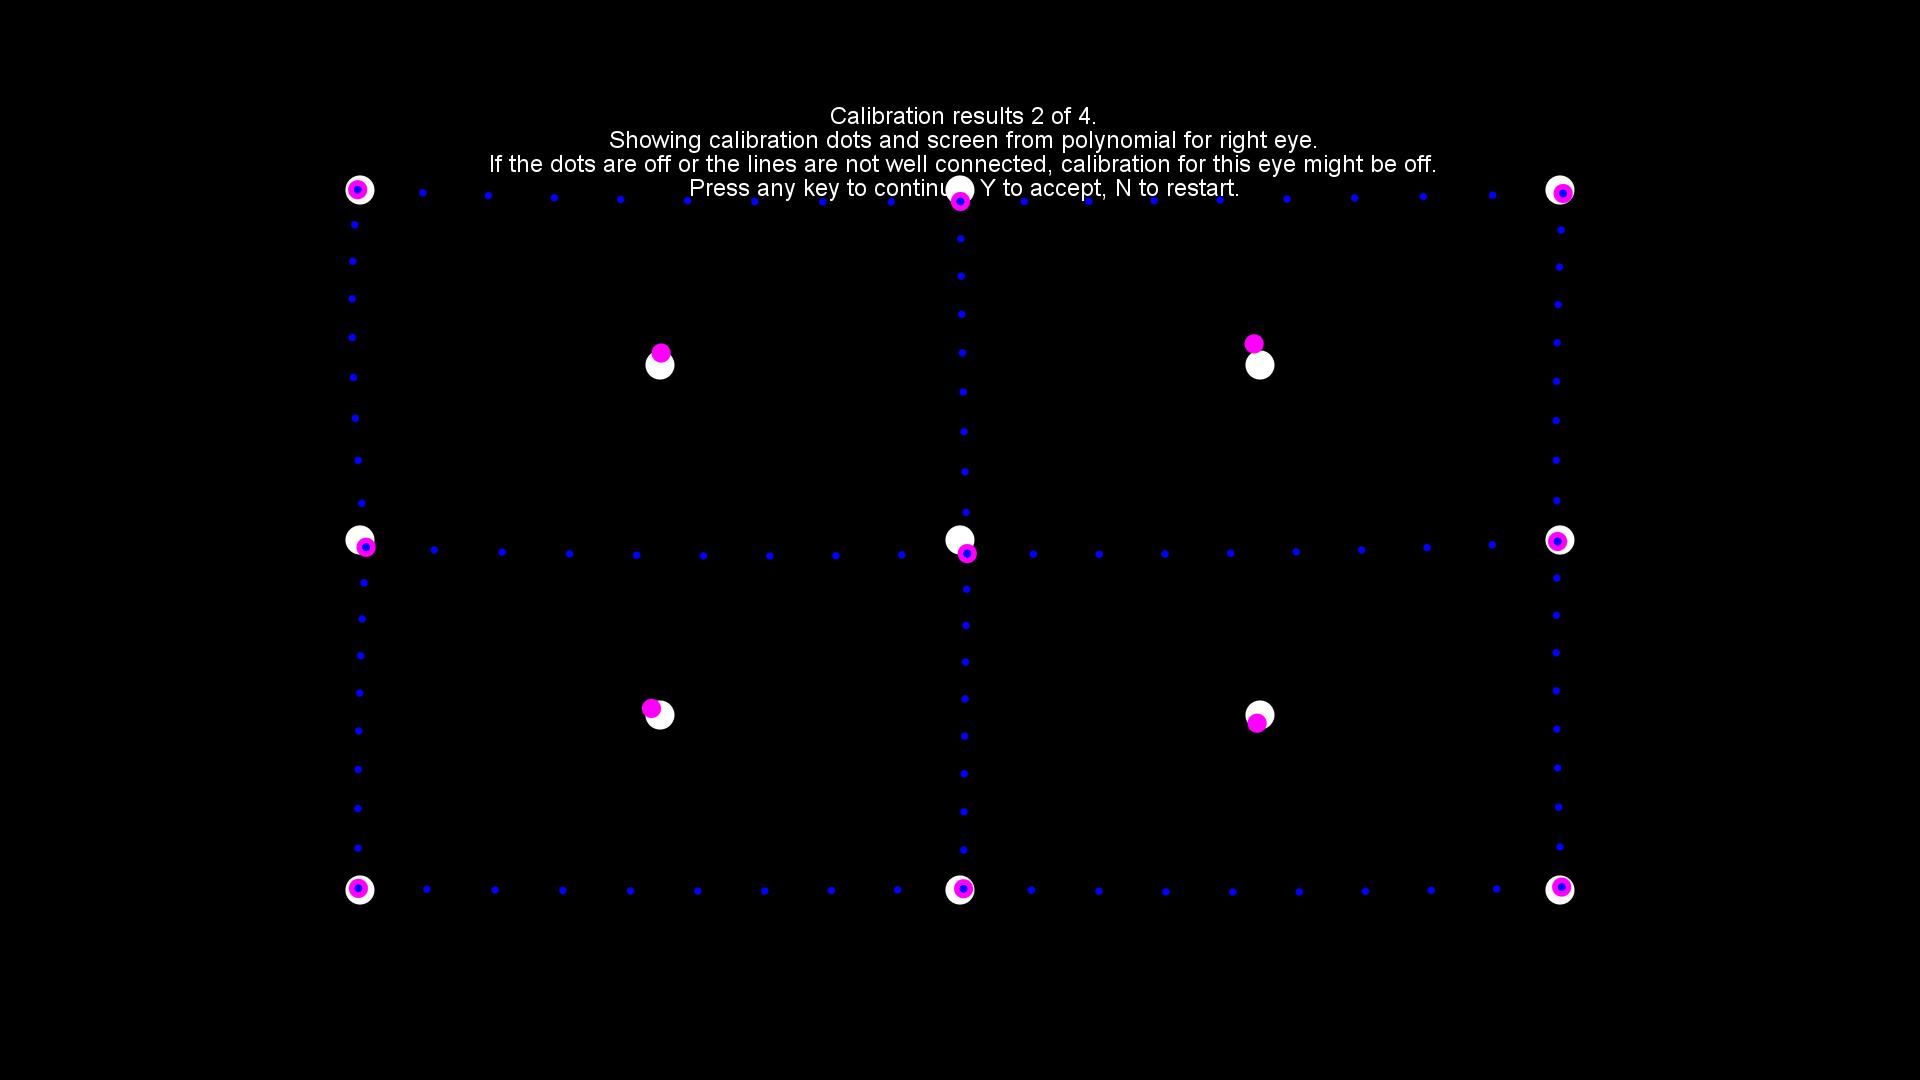 Calibration results 2 of 4.
Showing calibration dots and screen from polynomial for right eye.
If the dots are off or the lines are not well connected, calibration for this eye might be off.
Press any key to continue, Y to accept, N to restart.